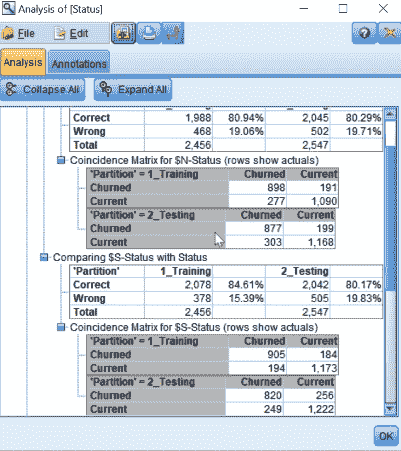 Analysis of [Status]
File Edit
Analysis Annotations
Collapse All Expand All
Correct 1,988 80.94% 2,045 80.29%
Wrong 468 19.06% 502 19.71%
Total 2,456 2,547
Coincidence Matrix for $N-Status (rows show actuals)
'Partition' = 1_Training Churned Current
Churned 898 191
Current 277 1,090
'Partition' = 2_Testing Churned Current
Churned 877 199
Current 303 1,168
Comparing $S-Status with Status
'Partition' 1_Training 2_Testing
Correct 2,078 84.61% 2,042 80.17%
Wrong 378 15.39% 505 19.83%
Total 2,456 2,547
Coincidence Matrix for $S-Status (rows show actuals)
'Partition' = 1_Training Churned Current
Churned 905 184
Current 194 1,173
'Partition' = 2_Testing Churned Current
Churned 820 256
Current 249 1,222
OK